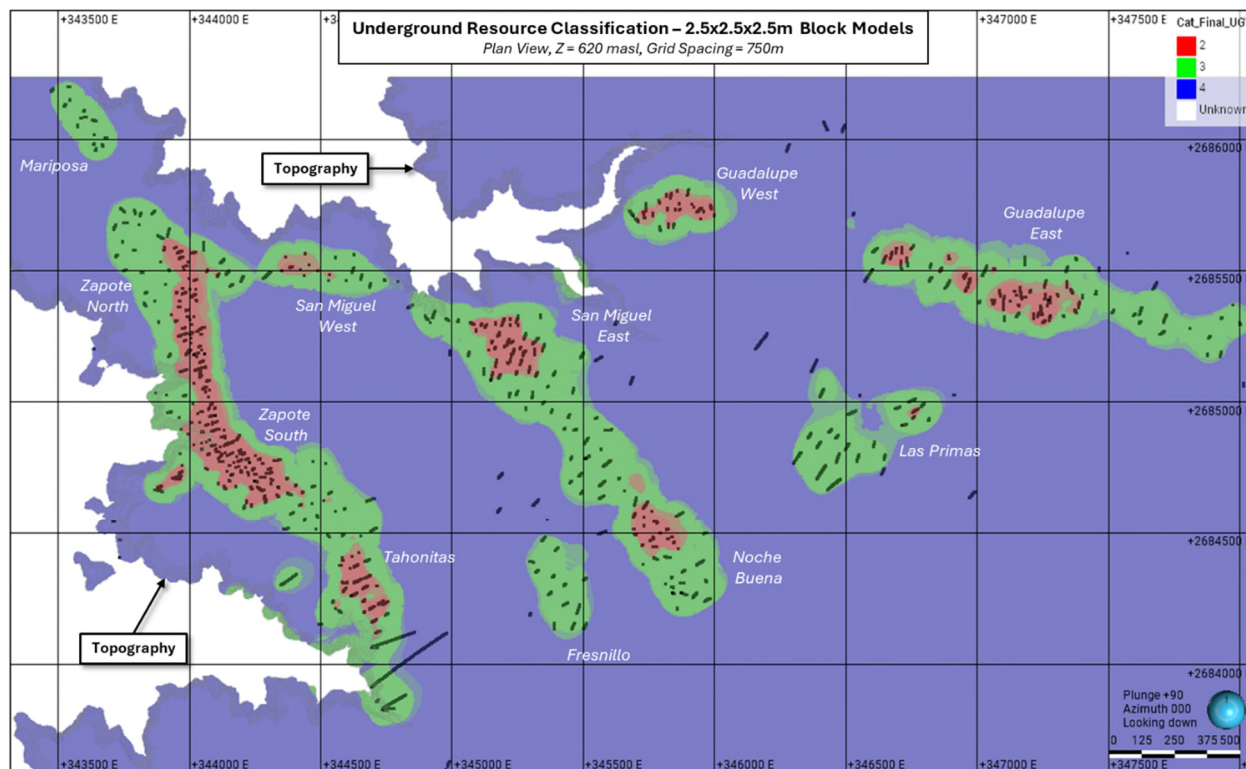 +343500 E
+344000 E
+344500 E
+347000 E
+347500 E
Underground Resource Classification – 2.5x2.5x2.5m Block Models
Plan View, Z = 620 masl, Grid Spacing = 750m
Cat_Final_UG
2
3
4
Unknown
+2686000
Mariposa
Topography
Guadalupe
West
Guadalupe
East
+2685500
Zapote
North
San Miguel
West
San Miguel
East
+2685000
Zapote
South
Las Primas
+2684500
Tahonitas
Noche
Buena
Topography
Fresnillo
+2684000
Plunge +90
Azimuth 000
Looking down
0 125 250 375 500
+343500 E
+344000 E
+344500 E
+345000 E
+345500 E
+346000 E
+346500 E
+347000 E
+347500 E